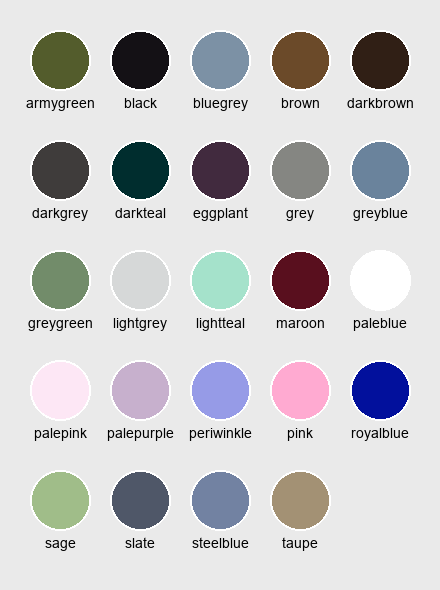 armygreen black bluegrey brown darkbrown
darkgrey darkteal eggplant grey greyblue
greygreen lightgrey lightteal maroon paleblue
palepink palepurple periwinkle pink royalblue
sage slate steelblue taupe